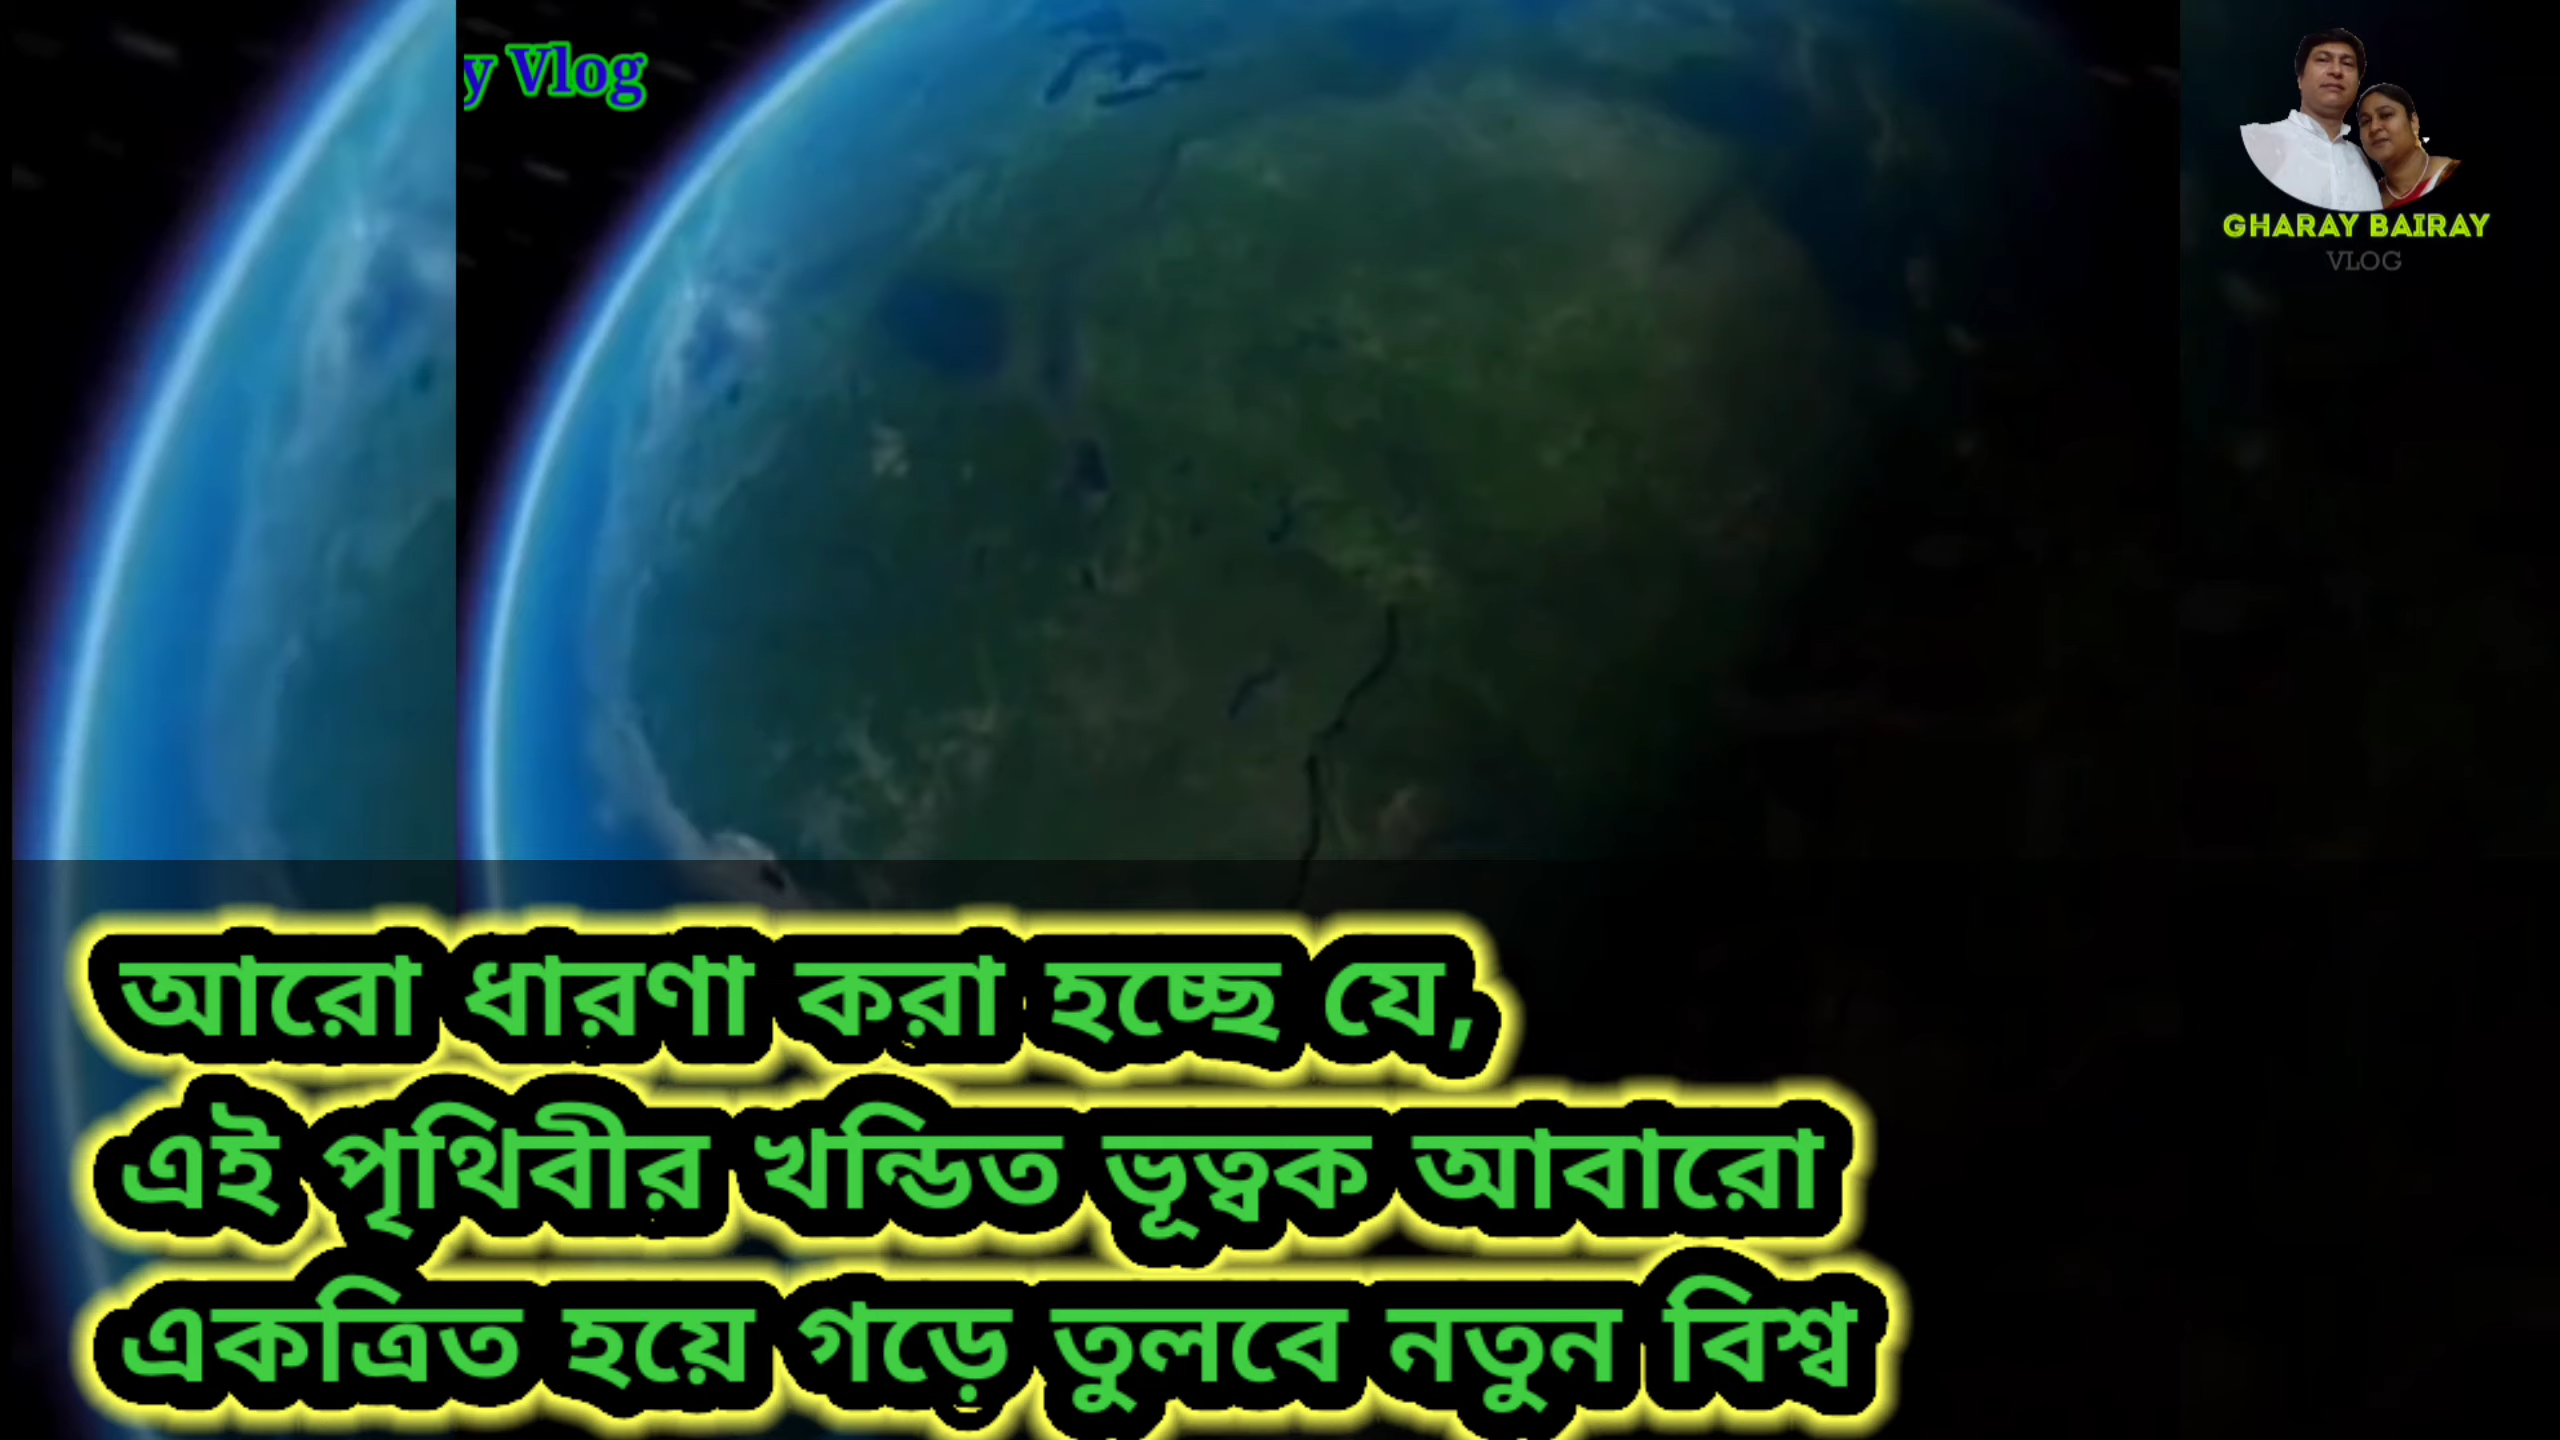 y Vlog
GHARAY BAIRAY
VLOG
আরো ধারণা করা হচ্ছে যে,
এই পৃথিবীর খন্ডিত ভূত্বক আবারো
একত্রিত হয়ে গড়ে তুলবে নতুন বিশ্ব